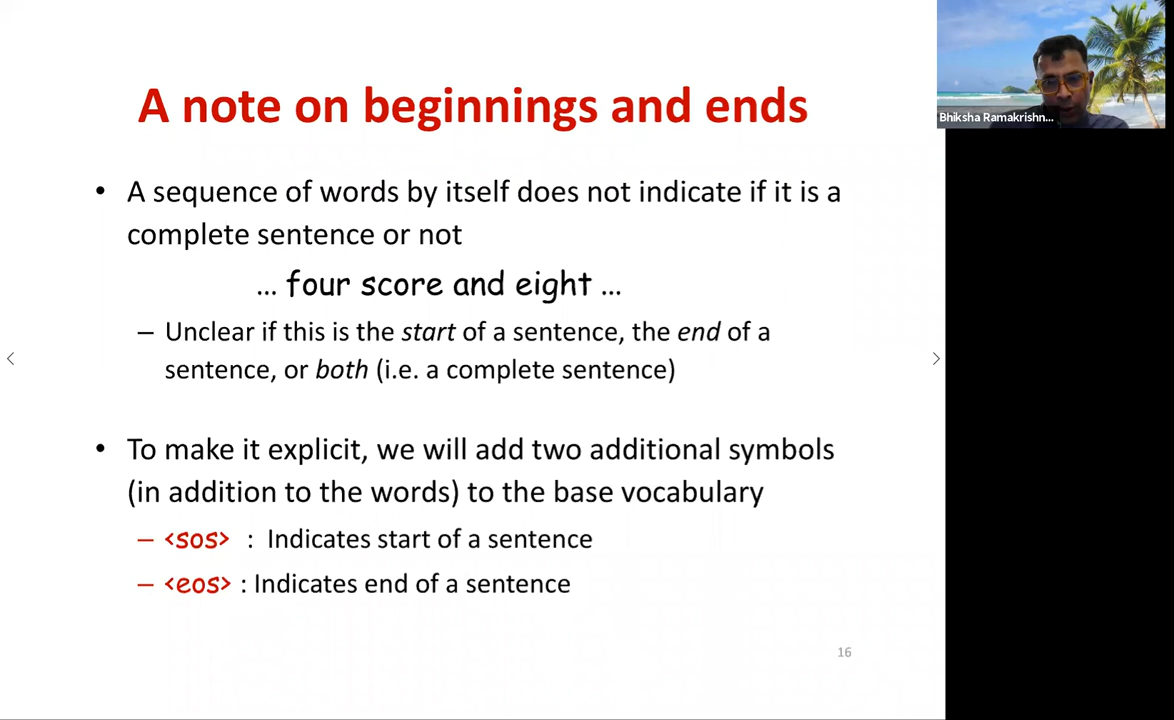 A note on beginnings and ends
Bhiksha Ramakrishn...
• A sequence of words by itself does not indicate if it is a
complete sentence or not
... four score and eight ...
– Unclear if this is the start of a sentence, the end of a
sentence, or both (i.e. a complete sentence)
• To make it explicit, we will add two additional symbols
(in addition to the words) to the base vocabulary
– <sos> : Indicates start of a sentence
– <eos> : Indicates end of a sentence
16